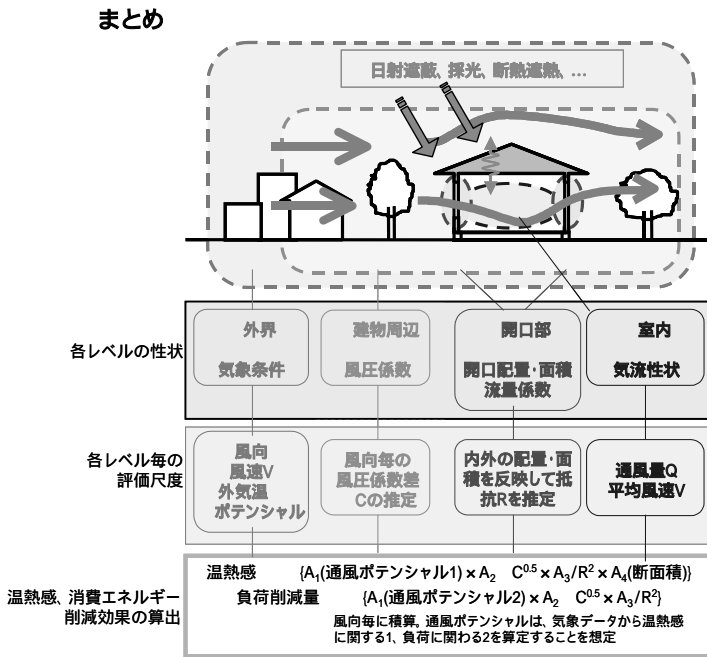 まとめ
日射遮蔽、採光、断熱遮熱、…
各レベルの性状
外界
気象条件
建物周辺
風圧係数
開口部
開口配置・面積
流量係数
室内
気流性状
各レベル毎の
評価尺度
風向
風速V
外気温
ポテンシャル
風向毎の
風圧係数差
Cの推定
内外の配置・面
積を反映して抵
抗Rを推定
通風量Q
平均風速V
温熱感、消費エネルギー
削減効果の算出
温熱感 {A₁(通風ポテンシャル1)×A₂ C⁰·⁵×A₃/R²×A₄(断面積)}
負荷削減量 {A₁(通風ポテンシャル2)×A₂ C⁰·⁵×A₃/R²}
風向毎に積算。通風ポテンシャルは、気象データから温熱感
に関する1、負荷に関わる2を算定することを想定